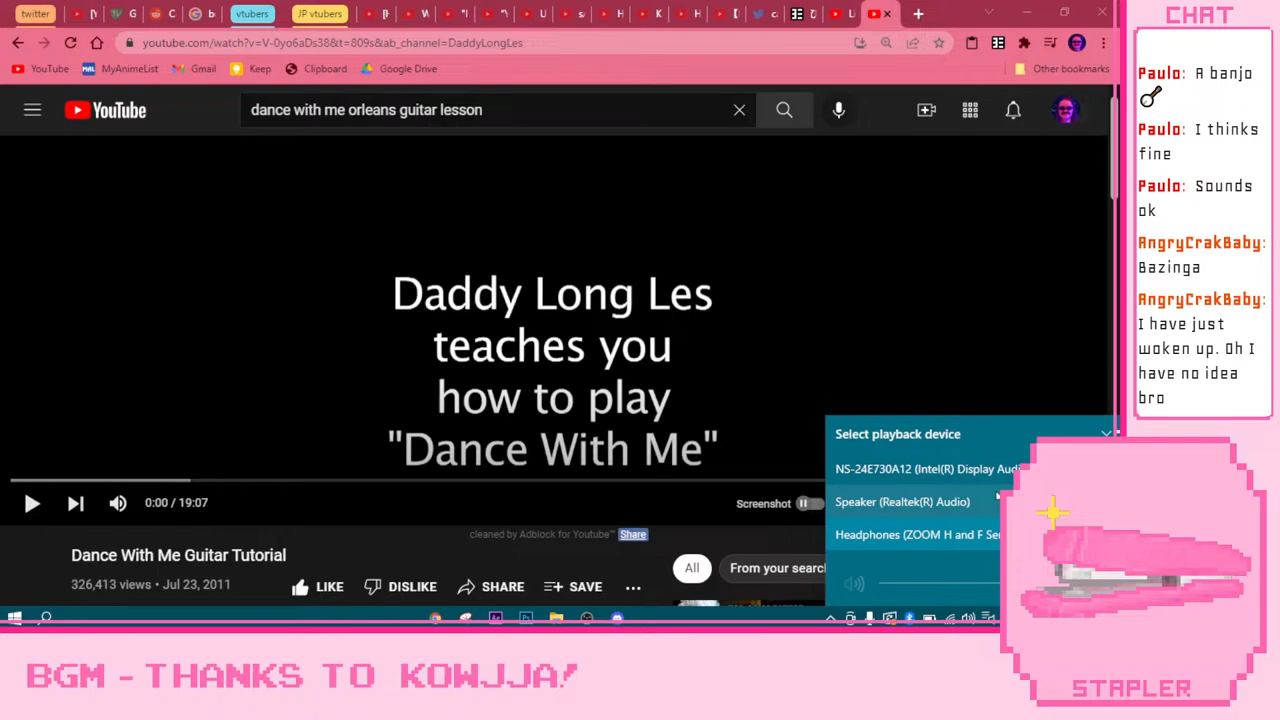 twitter
vtubers
JP vtubers
youtube.com/watch?v=V-0yo6aDs38&t=809s&ab_channel=DaddyLongLes
YouTube
MyAnimeList
Gmail
Keep
Clipboard
Google Drive
Other bookmarks
YouTube
dance with me orleans guitar lesson
Daddy Long Les
teaches you
how to play
"Dance With Me"
0:00 / 19:07
Screenshot
cleaned by Adblock for Youtube™ Share
Dance With Me Guitar Tutorial
326,413 views • Jul 23, 2011
LIKE
DISLIKE
SHARE
SAVE
All
From your search
Select playback device
NS-24E730A12 (Intel(R) Display Audio
Speaker (Realtek(R) Audio)
Headphones (ZOOM H and F Ser
CHAT
Paulo: A banjo
Paulo: I thinks
fine
Paulo: Sounds
ok
AngryCrakBaby:
Bazinga
AngryCrakBaby:
I have just
woken up. Oh I
have no idea
bro
BGM - THANKS TO KOWJJA!
STAPLER